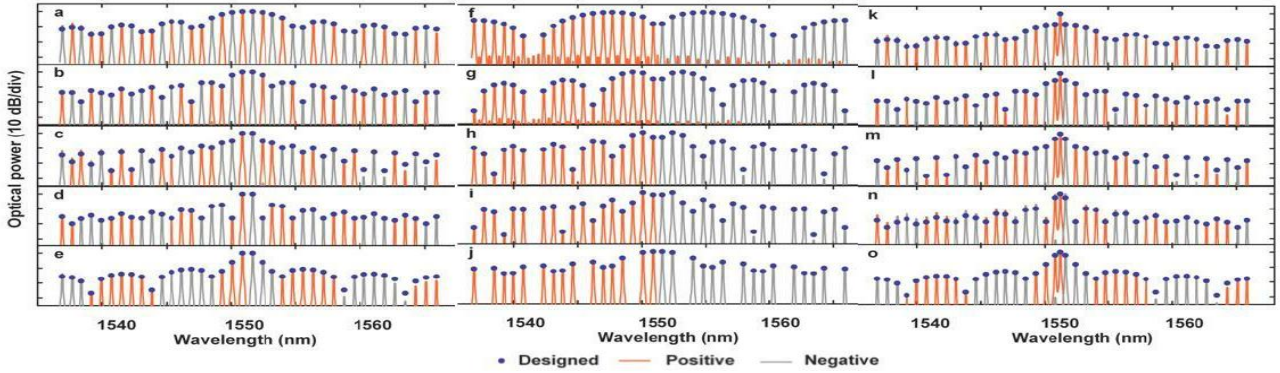 a
f
k
b
g
l
c
h
m
d
i
n
e
j
o
Optical power (10 dB/div)
1540 1550 1560 1540 1550 1560 1540 1550 1560
Wavelength (nm) Wavelength (nm) Wavelength (nm)
Designed Positive Negative